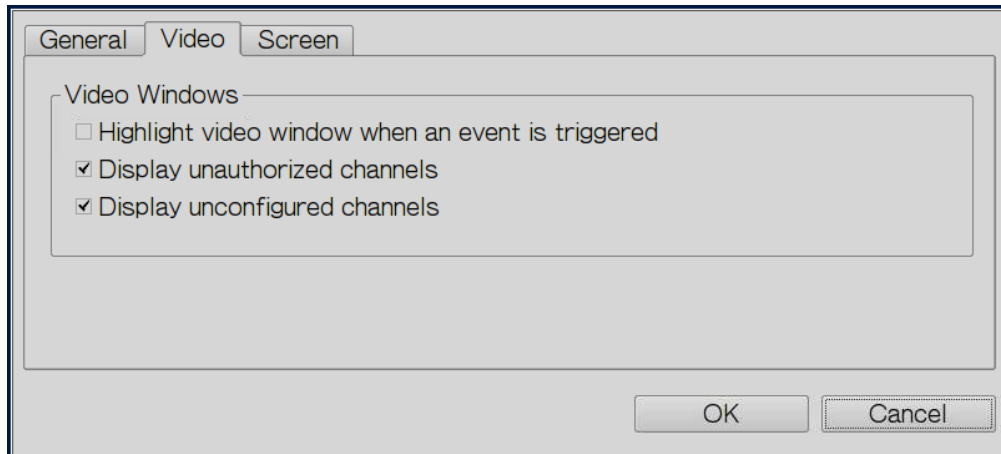 General Video Screen
Video Windows
Highlight video window when an event is triggered
Display unauthorized channels
Display unconfigured channels
OK Cancel